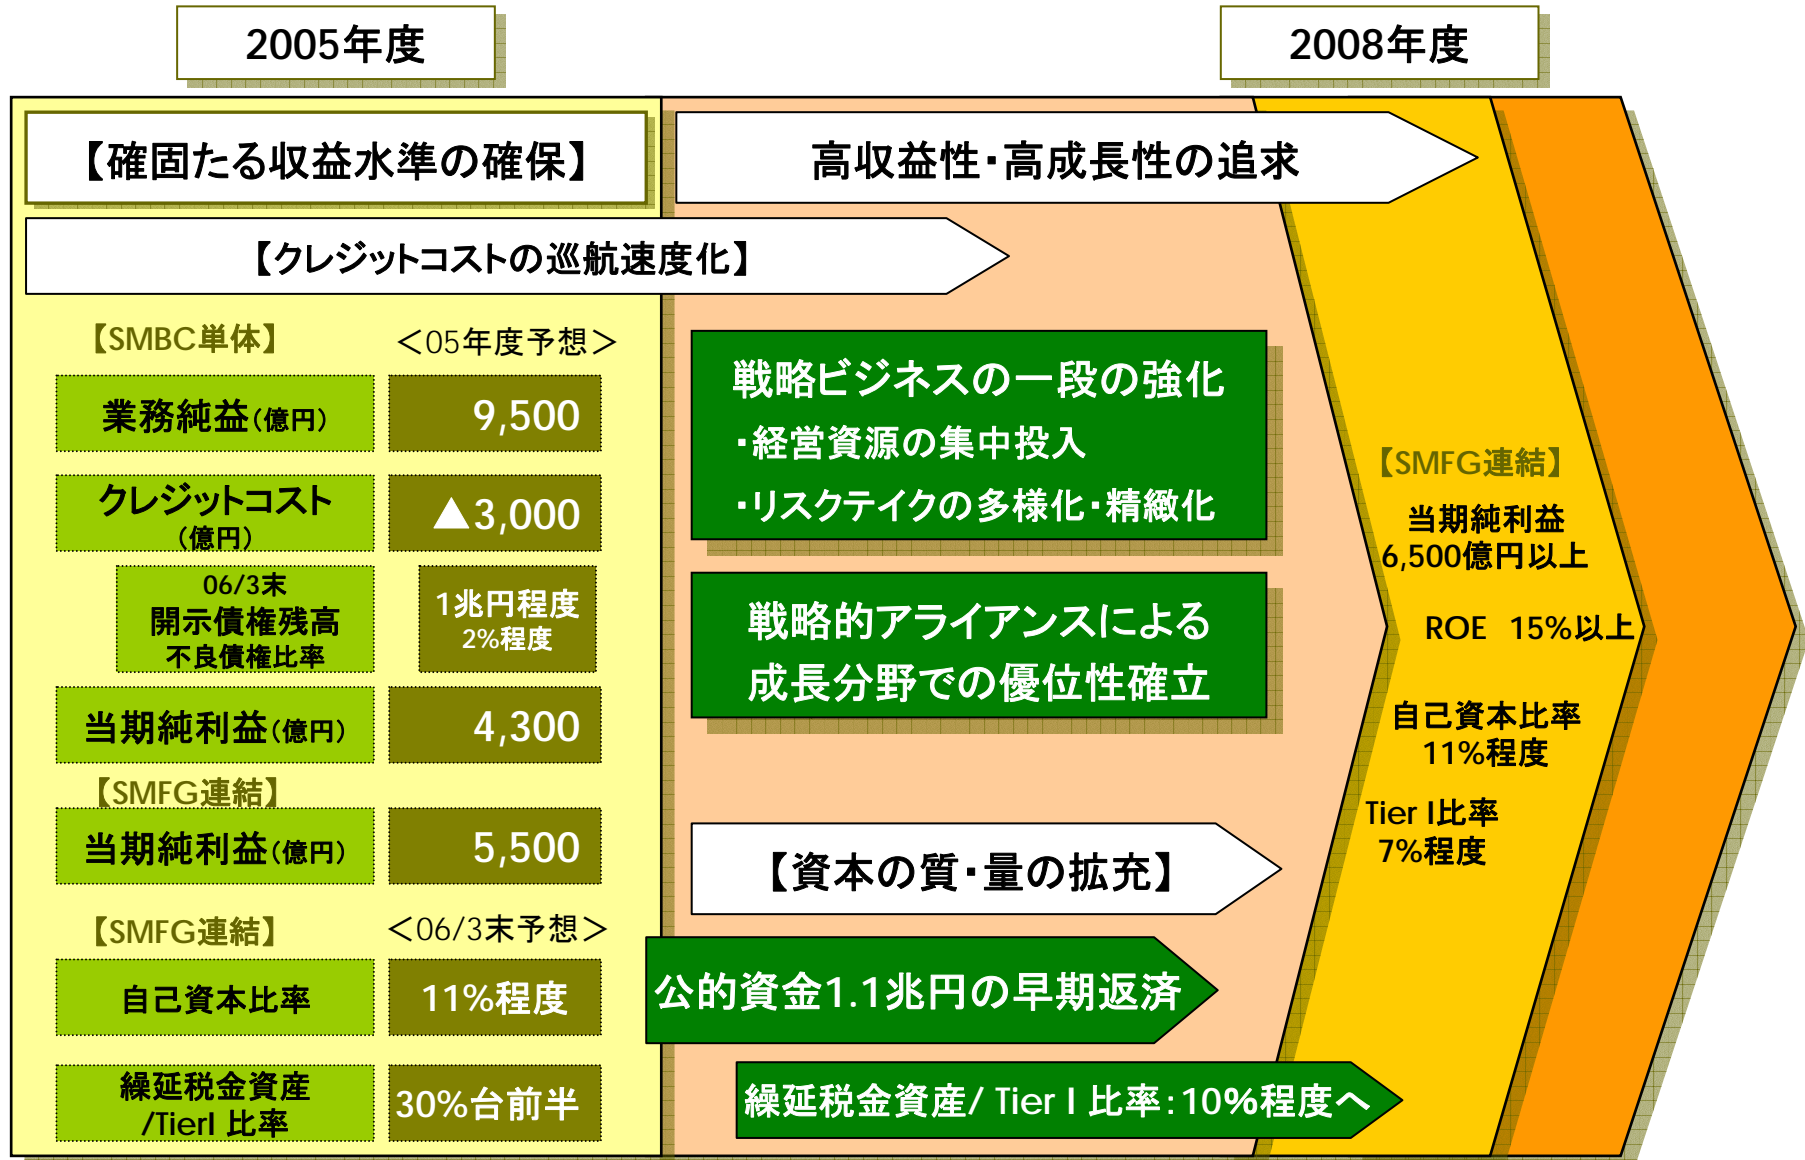 2005年度
2008年度
【確固たる収益水準の確保】
高収益性・高成長性の追求
【クレジットコストの巡航速度化】
【SMBC単体】
＜05年度予想＞
業務純益(億円)
9,500
クレジットコスト
(億円)
▲3,000
06/3末
開示債権残高
不良債権比率
1兆円程度
2%程度
当期純利益(億円)
4,300
【SMFG連結】
当期純利益(億円)
5,500
【SMFG連結】
＜06/3末予想＞
自己資本比率
11%程度
繰延税金資産
/TierI 比率
30%台前半
戦略ビジネスの一段の強化
・経営資源の集中投入
・リスクテイクの多様化・精緻化
戦略的アライアンスによる
成長分野での優位性確立
【資本の質・量の拡充】
公的資金1.1兆円の早期返済
繰延税金資産/ Tier I 比率：10%程度へ
【SMFG連結】
当期純利益
6,500億円以上
ROE 15%以上
自己資本比率
11%程度
Tier I比率
7%程度